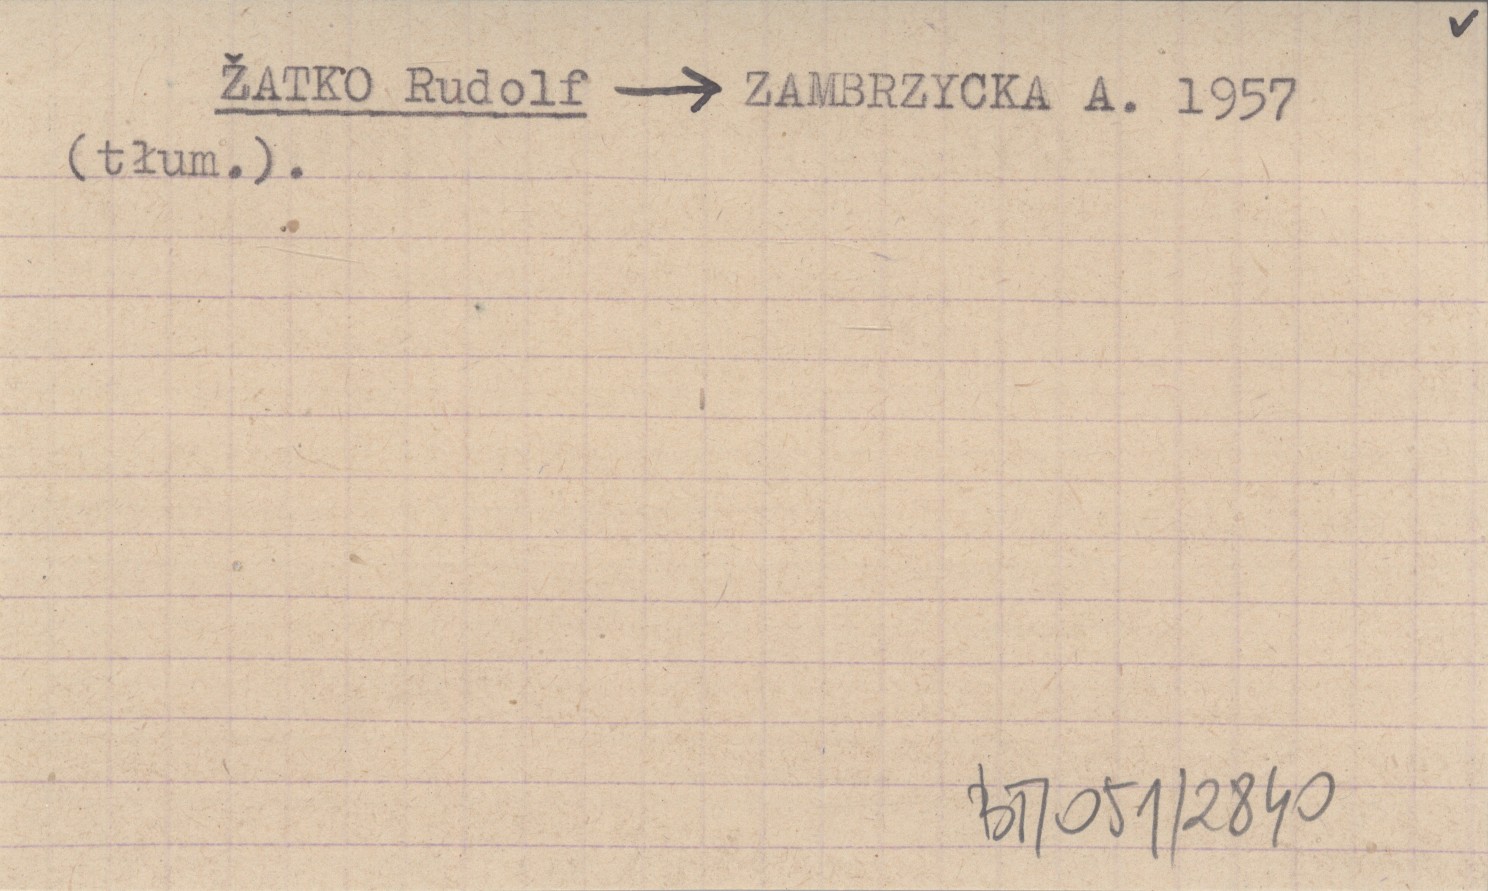 ŽATKO Rudolf → ZAMBRZYCKA A. 1957
(tłum.).
BT/051/2840